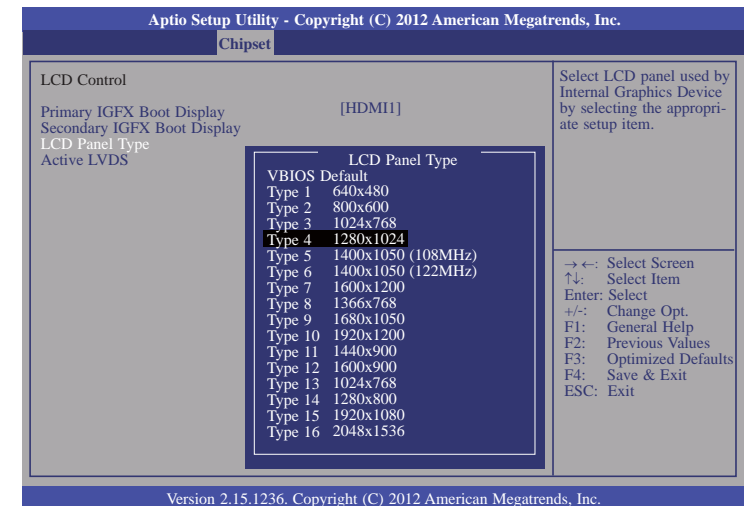 Aptio Setup Utility - Copyright (C) 2012 American Megatrends, Inc.
Chipset
LCD Control
Primary IGFX Boot Display [HDMI1]
Secondary IGFX Boot Display
LCD Panel Type
Active LVDS
LCD Panel Type
VBIOS Default
Type 1 640x480
Type 2 800x600
Type 3 1024x768
Type 4 1280x1024
Type 5 1400x1050 (108MHz)
Type 6 1400x1050 (122MHz)
Type 7 1600x1200
Type 8 1366x768
Type 9 1680x1050
Type 10 1920x1200
Type 11 1440x900
Type 12 1600x900
Type 13 1024x768
Type 14 1280x800
Type 15 1920x1080
Type 16 2048x1536
Select LCD panel used by
Internal Graphics Device
by selecting the appropri-
ate setup item.
→←: Select Screen
↑↓: Select Item
Enter: Select
+/-: Change Opt.
F1: General Help
F2: Previous Values
F3: Optimized Defaults
F4: Save & Exit
ESC: Exit
Version 2.15.1236. Copyright (C) 2012 American Megatrends, Inc.